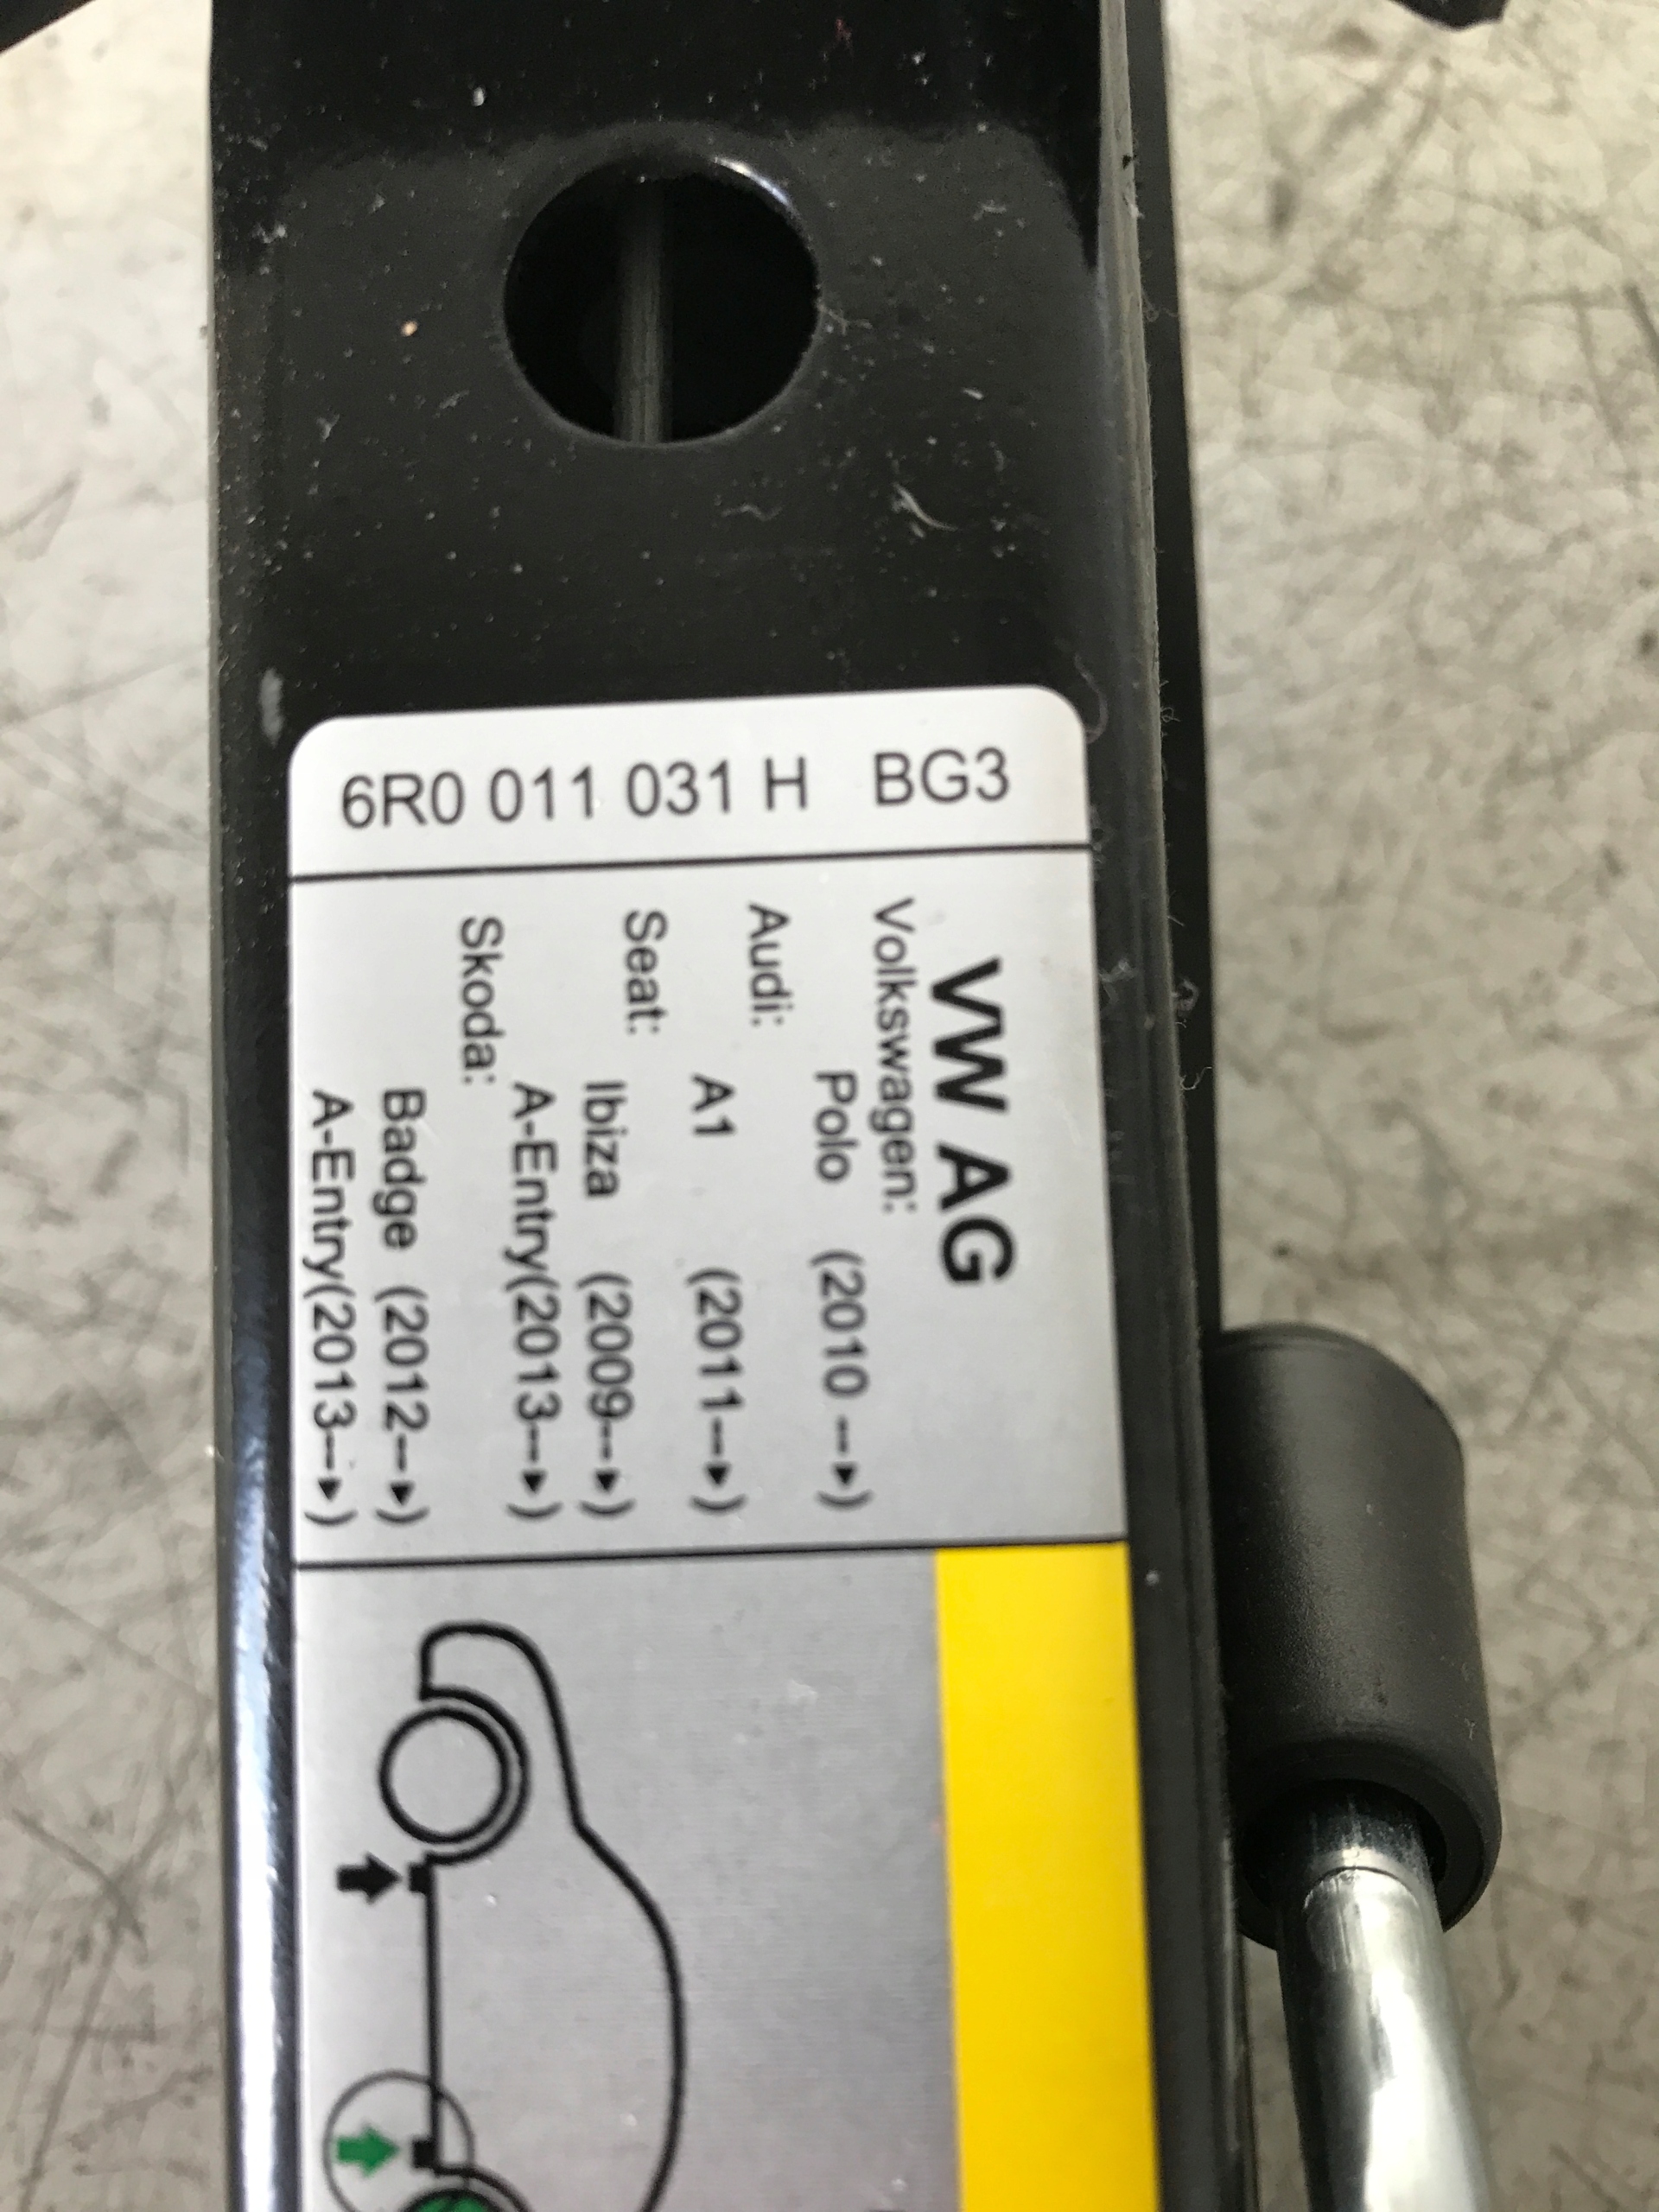 6R0 011 031 H BG3
VW AG
Volkswagen:
Polo (2010 --▸)
Audi:
A1 (2011--▸)
Seat:
Ibiza (2009--▸)
A-Entry(2013--▸)
Skoda:
Badge (2012--▸)
A-Entry(2013--▸)